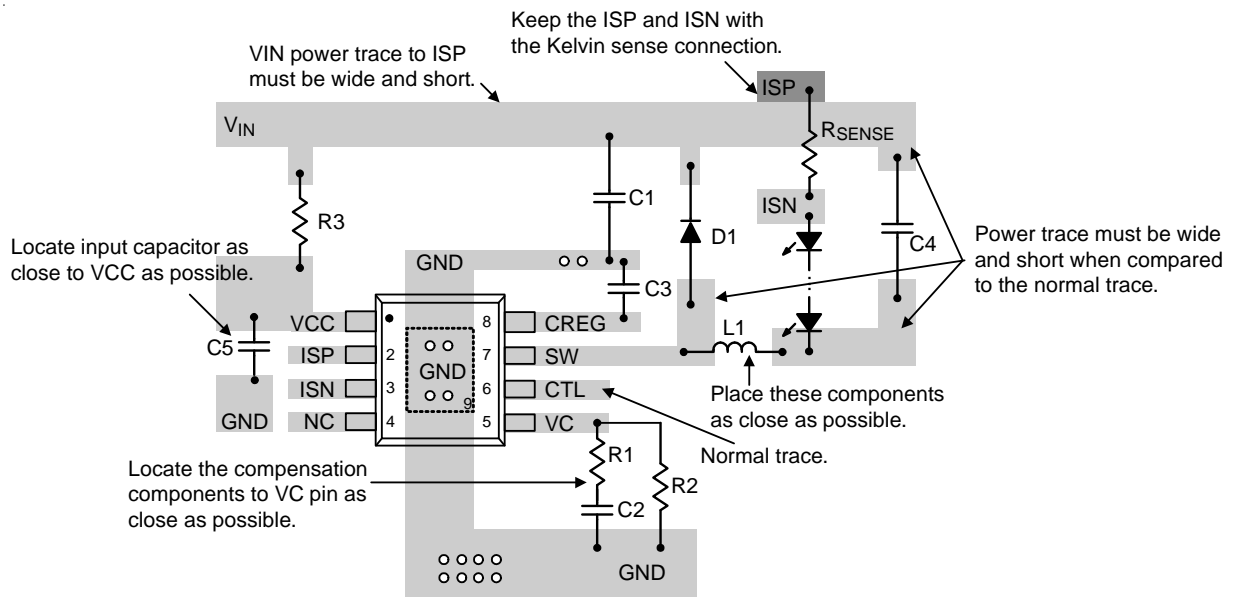 Keep the ISP and ISN with
the Kelvin sense connection.
VIN power trace to ISP
must be wide and short.
ISP
VIN
RSENSE
C1
R3
ISN
D1
C4
Locate input capacitor as
close to VCC as possible.
Power trace must be wide
and short when compared
to the normal trace.
GND
C3
VCC
8
CREG
L1
C5
ISP
2
7
SW
GND
ISN
3
6
CTL
Place these components
as close as possible.
9
GND
NC
4
5
VC
Normal trace.
Locate the compensation
components to VC pin as
close as possible.
R1
R2
C2
GND